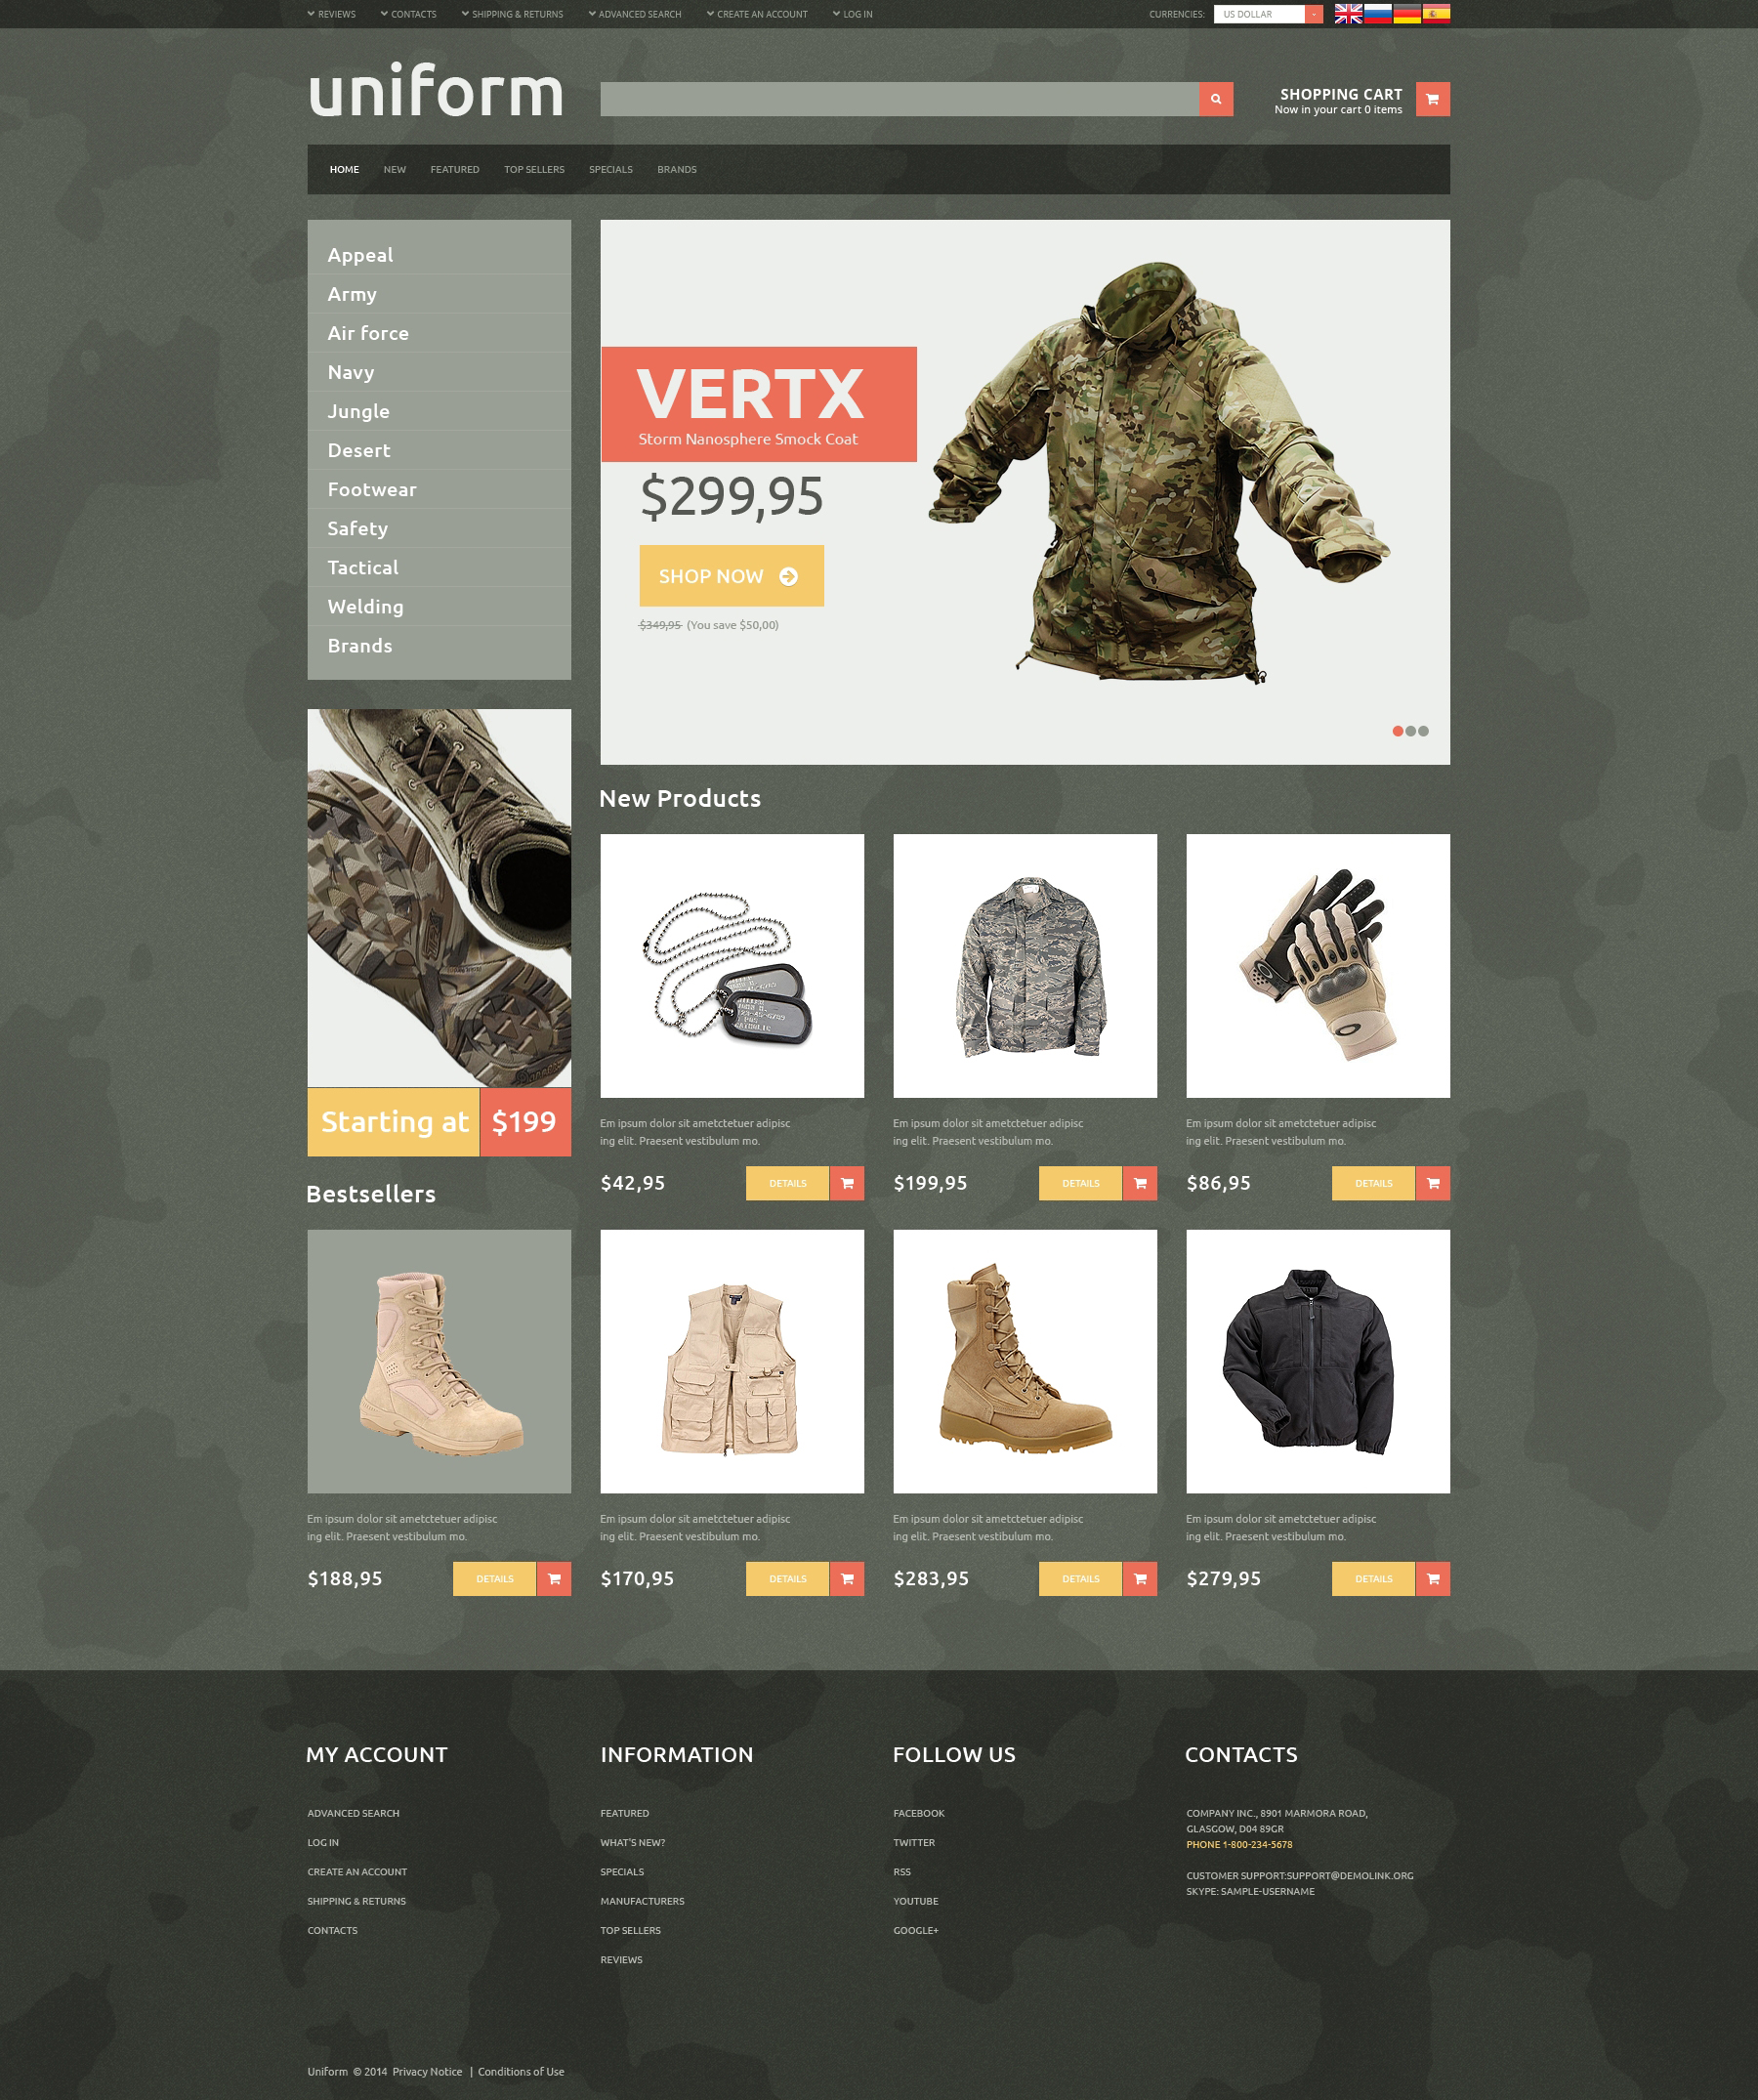 REVIEWS CONTACTS SHIPPING & RETURNS ADVANCED SEARCH CREATE AN ACCOUNT LOG IN CURRENCIES: US DOLLAR
uniform
SHOPPING CART
Now in your cart 0 items
HOME NEW FEATURED TOP SELLERS SPECIALS BRANDS
Appeal
Army
Air force
Navy
Jungle
Desert
Footwear
Safety
Tactical
Welding
Brands
VERTX
Storm Nanosphere Smock Coat
$299,95
SHOP NOW
$349,95 (You save $50,00)
Starting at $199
New Products
Em ipsum dolor sit ametctetuer adipisc
ing elit. Praesent vestibulum mo.
$42,95 DETAILS
Em ipsum dolor sit ametctetuer adipisc
ing elit. Praesent vestibulum mo.
$199,95 DETAILS
Em ipsum dolor sit ametctetuer adipisc
ing elit. Praesent vestibulum mo.
$86,95 DETAILS
Bestsellers
Em ipsum dolor sit ametctetuer adipisc
ing elit. Praesent vestibulum mo.
$188,95 DETAILS
Em ipsum dolor sit ametctetuer adipisc
ing elit. Praesent vestibulum mo.
$170,95 DETAILS
Em ipsum dolor sit ametctetuer adipisc
ing elit. Praesent vestibulum mo.
$283,95 DETAILS
Em ipsum dolor sit ametctetuer adipisc
ing elit. Praesent vestibulum mo.
$279,95 DETAILS
MY ACCOUNT
ADVANCED SEARCH
LOG IN
CREATE AN ACCOUNT
SHIPPING & RETURNS
CONTACTS
INFORMATION
FEATURED
WHAT'S NEW?
SPECIALS
MANUFACTURERS
TOP SELLERS
REVIEWS
FOLLOW US
FACEBOOK
TWITTER
RSS
YOUTUBE
GOOGLE+
CONTACTS
COMPANY INC., 8901 MARMORA ROAD,
GLASGOW, D04 89GR
PHONE 1-800-234-5678
CUSTOMER SUPPORT:SUPPORT@DEMOLINK.ORG
SKYPE: SAMPLE-USERNAME
Uniform © 2014 Privacy Notice | Conditions of Use